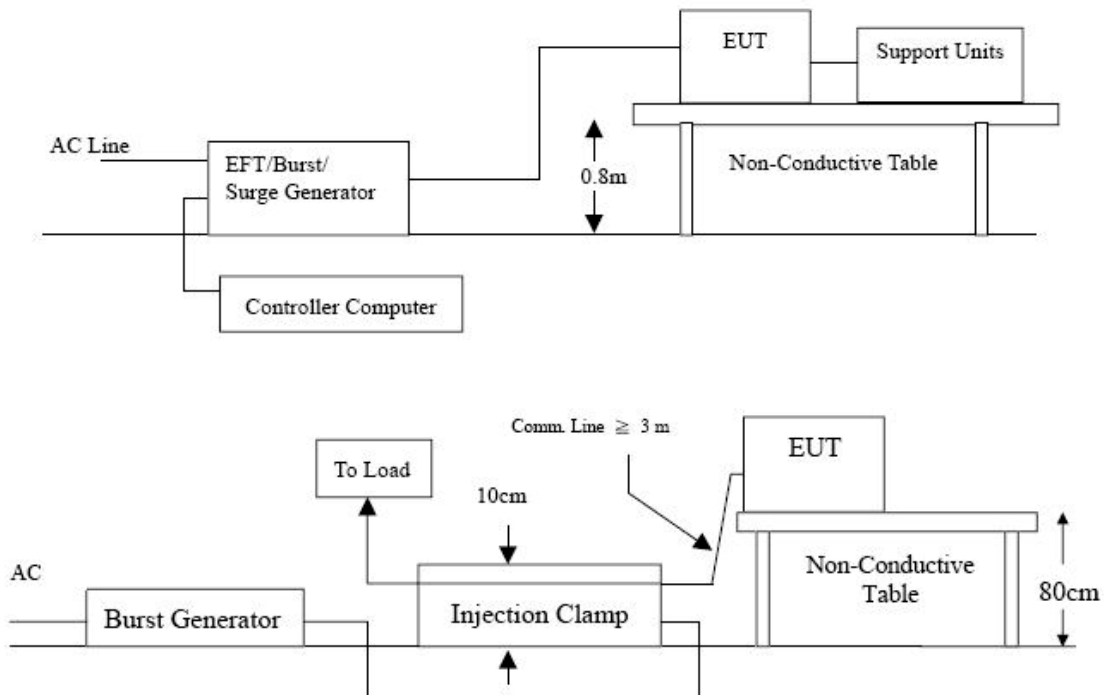 EUT
Support Units
AC Line
EFT/Burst/
Surge Generator
0.8m
Non-Conductive Table
Controller Computer
Comm. Line ≧ 3 m
EUT
To Load
10cm
AC
Non-Conductive
Table
80cm
Burst Generator
Injection Clamp